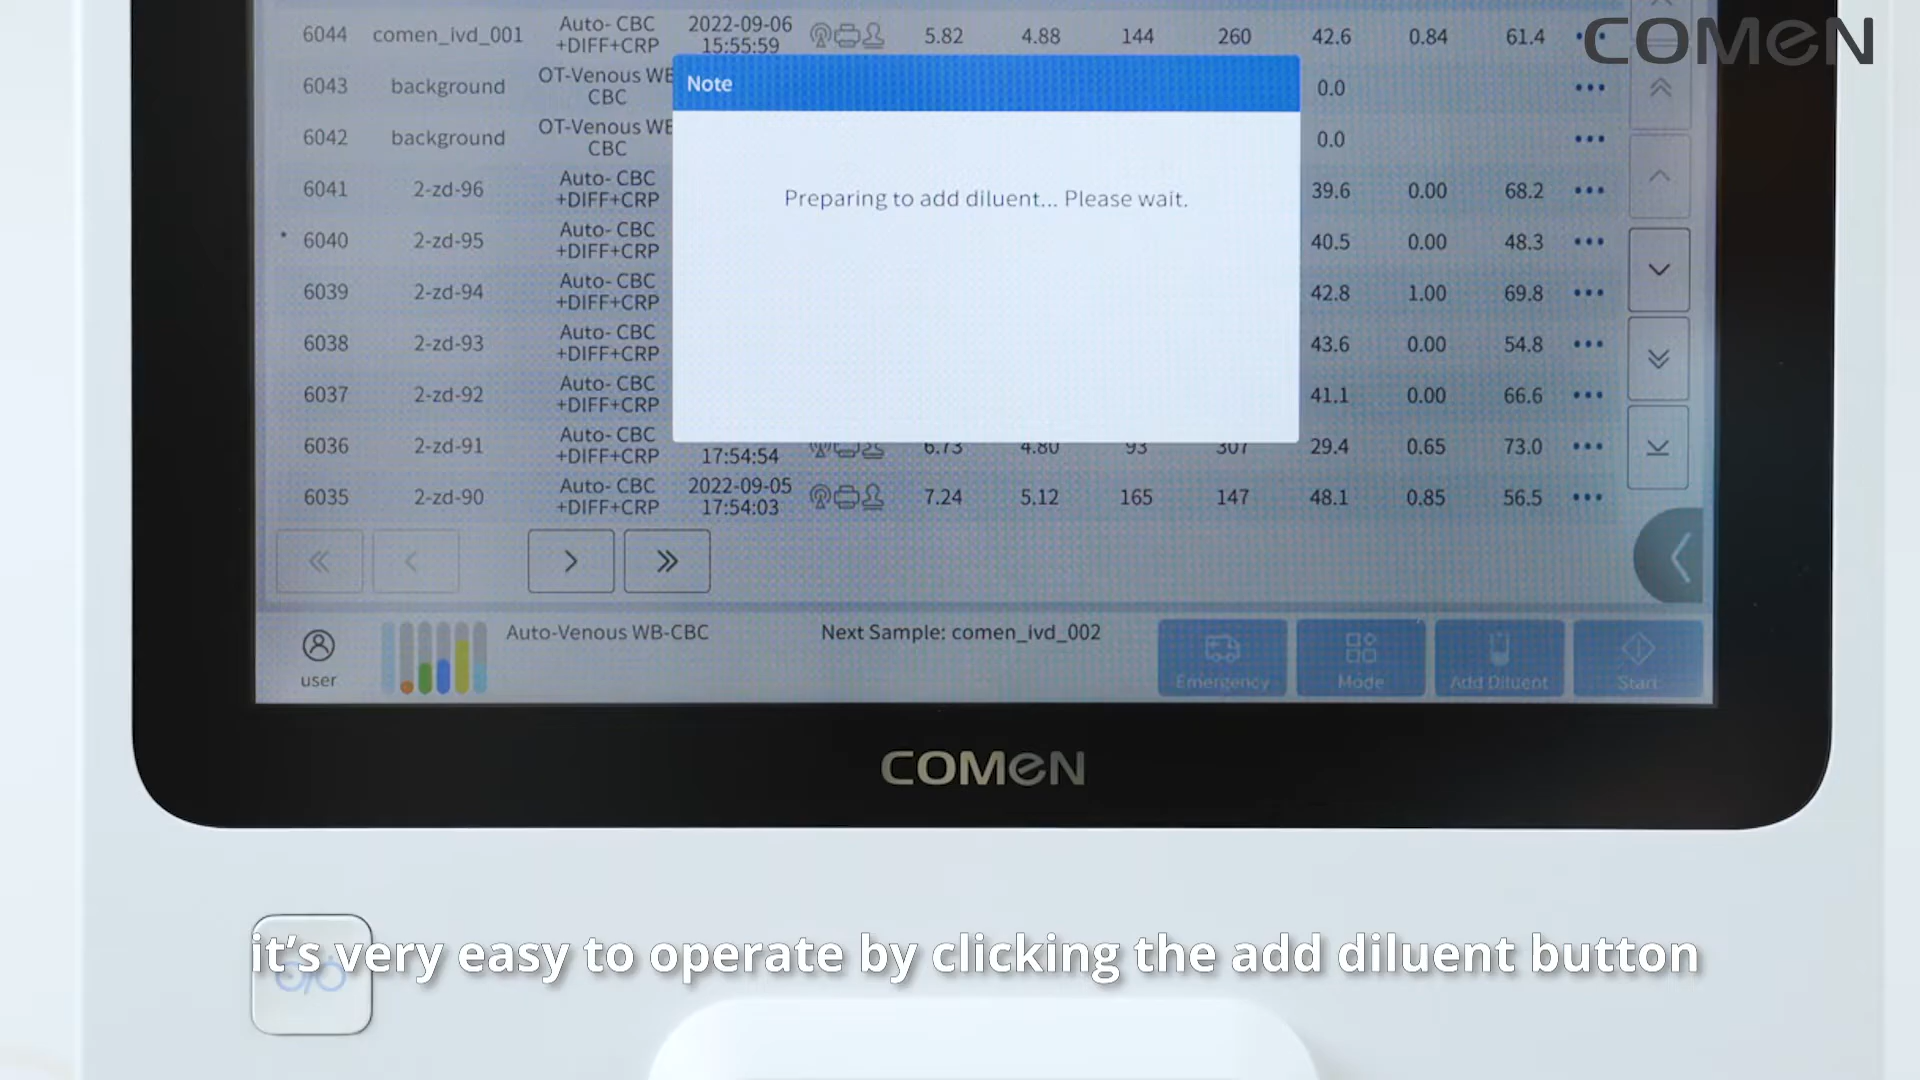 COMEN
6044 comen_ivd_001 Auto- CBC +DIFF+CRP 2022-09-06 15:55:59 5.82 4.88 144 260 42.6 0.84 61.4
6043 background OT-Venous WB CBC 0.0 •••
6042 background OT-Venous WB CBC 0.0 •••
6041 2-zd-96 Auto- CBC +DIFF+CRP 39.6 0.00 68.2 •••
6040 2-zd-95 Auto- CBC +DIFF+CRP 40.5 0.00 48.3 •••
6039 2-zd-94 Auto- CBC +DIFF+CRP 42.8 1.00 69.8 •••
6038 2-zd-93 Auto- CBC +DIFF+CRP 43.6 0.00 54.8 •••
6037 2-zd-92 Auto- CBC +DIFF+CRP 41.1 0.00 66.6 •••
6036 2-zd-91 Auto- CBC +DIFF+CRP 17:54:54 6.73 4.80 93 307 29.4 0.65 73.0 •••
6035 2-zd-90 Auto- CBC +DIFF+CRP 2022-09-05 17:54:03 7.24 5.12 165 147 48.1 0.85 56.5 •••
Note
Preparing to add diluent... Please wait.
user
Auto-Venous WB-CBC
Next Sample: comen_ivd_002
Emergency
Mode
Add Diluent
Start
COMEN
it's very easy to operate by clicking the add diluent button